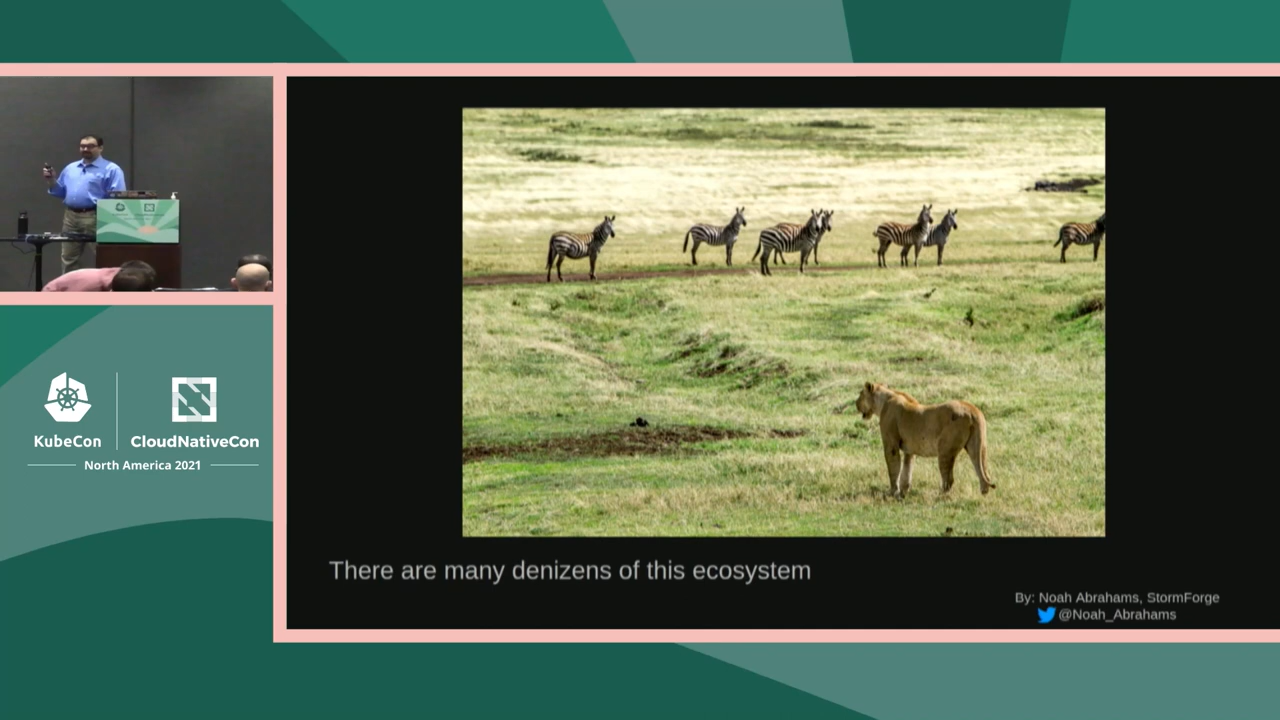 KubeCon
CloudNativeCon
North America 2021
There are many denizens of this ecosystem
By: Noah Abrahams, StormForge
@Noah_Abrahams